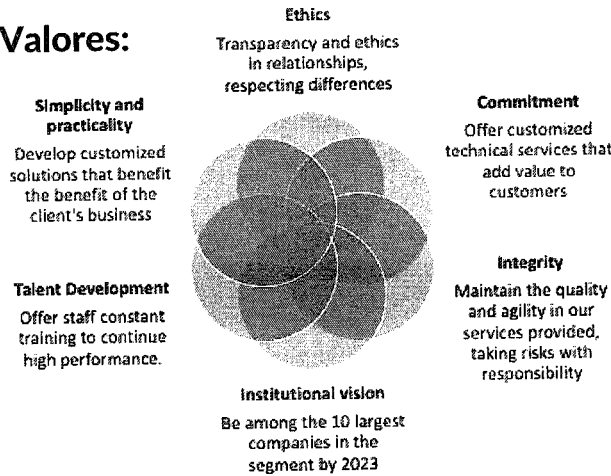 Valores:
Ethics
Transparency and ethics
in relationships,
respecting differences
Commitment
Offer customized
technical services that
add value to
customers
Integrity
Maintain the quality
and agility in our
services provided,
taking risks with
responsibility
Institutional vision
Be among the 10 largest
companies in the
segment by 2023
Talent Development
Offer staff constant
training to continue
high performance.
Simplicity and
practicality
Develop customized
solutions that benefit
the benefit of the
client's business